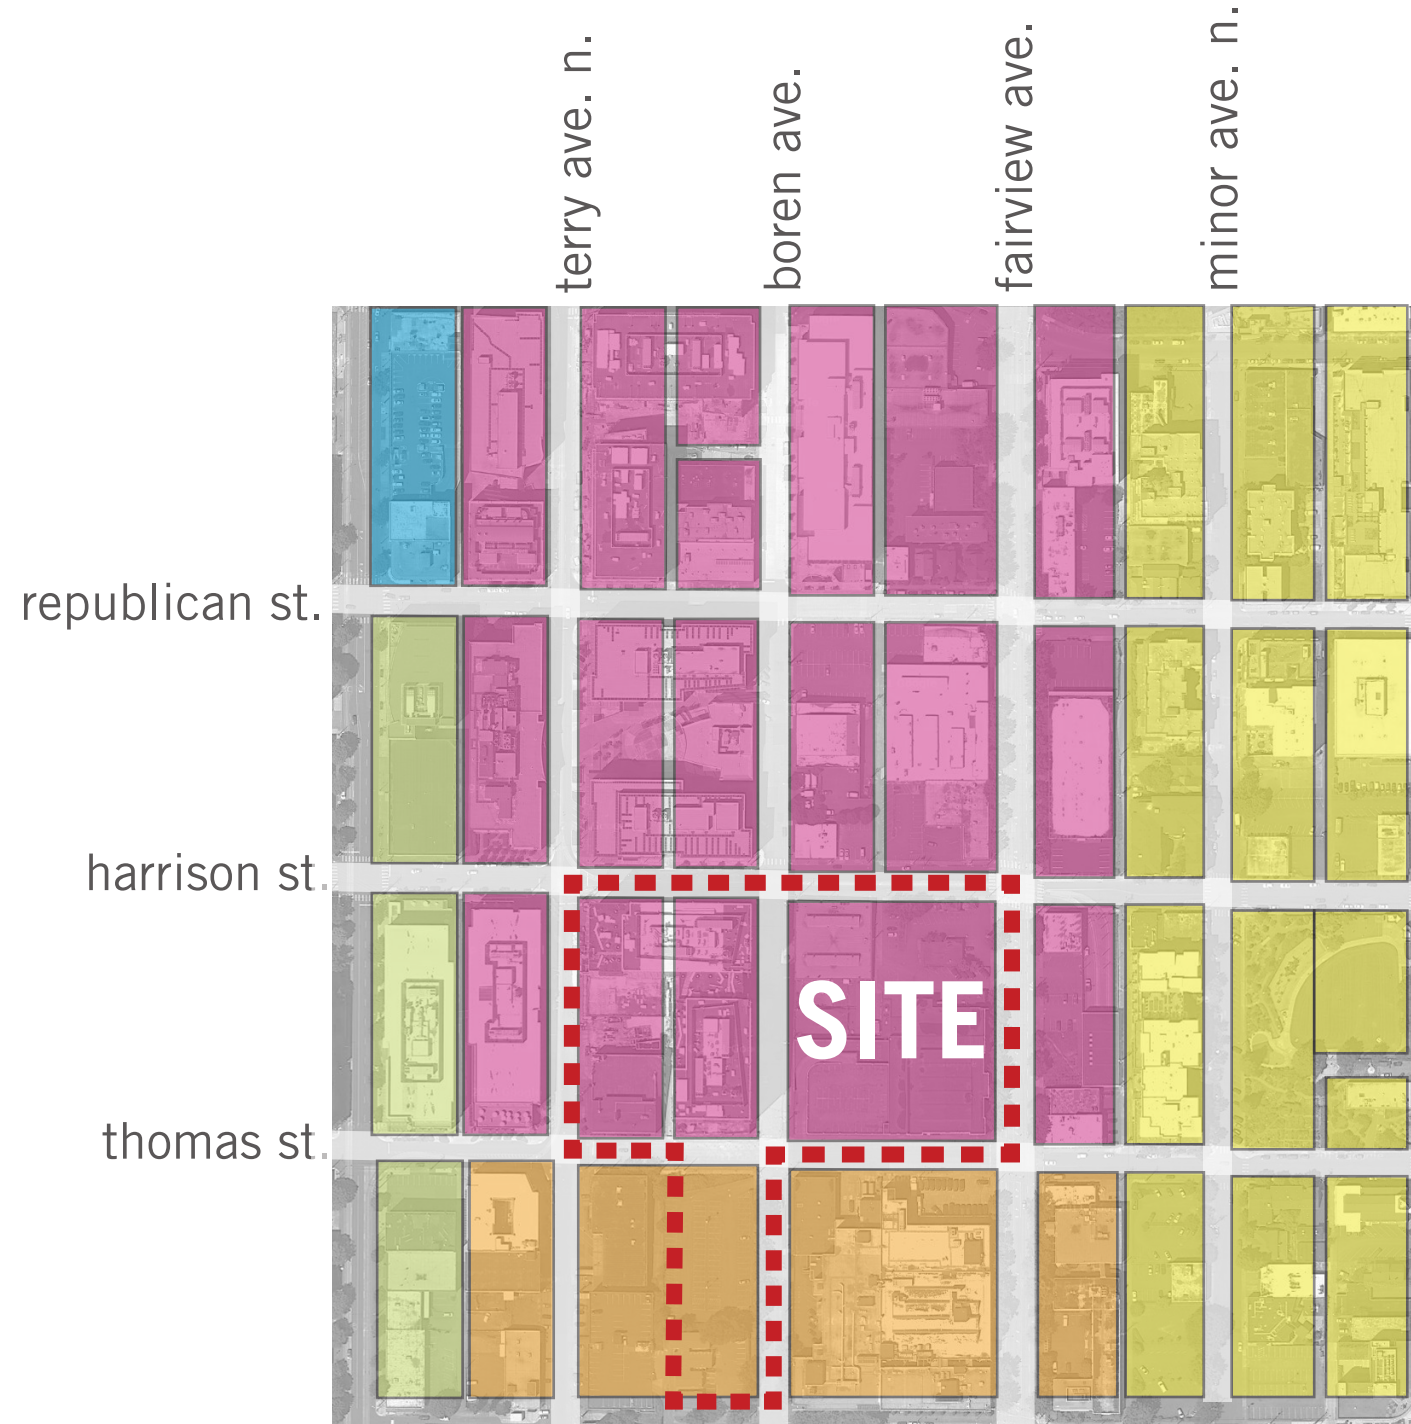 terry ave. n.
boren ave.
fairview ave.
minor ave. n.
republican st.
harrison st.
SITE
thomas st.